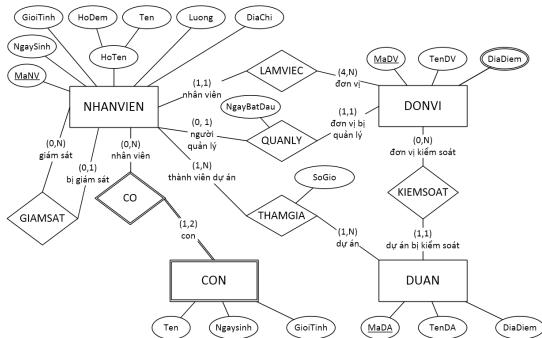 GioiTinh
HoDem
Ten
Luong
DiaChi
NgaySinh
HoTen
MaNV
MaDV
TenDV
DiaDiem
LAMVIEC
(1,1)
nhân viên
(4,N)
đơn vị
NHANVIEN
DONVI
NgayBatDau
(0, 1)
người
quản lý
QUANLY
(1,1)
đơn vị bị
quản lý
(0,N)
giám sát
(0,1)
bị giám sát
(0,N)
nhân viên
(1,N)
thành viên dự án
(0,N)
đơn vị kiểm soát
GIAMSAT
CO
SoGio
THAMGIA
KIEMSOAT
(1,2)
con
(1,N)
dự án
(1,1)
dự án bị kiểm soát
CON
DUAN
Ten
Ngaysinh
GioiTinh
MaDA
TenDA
DiaDiem